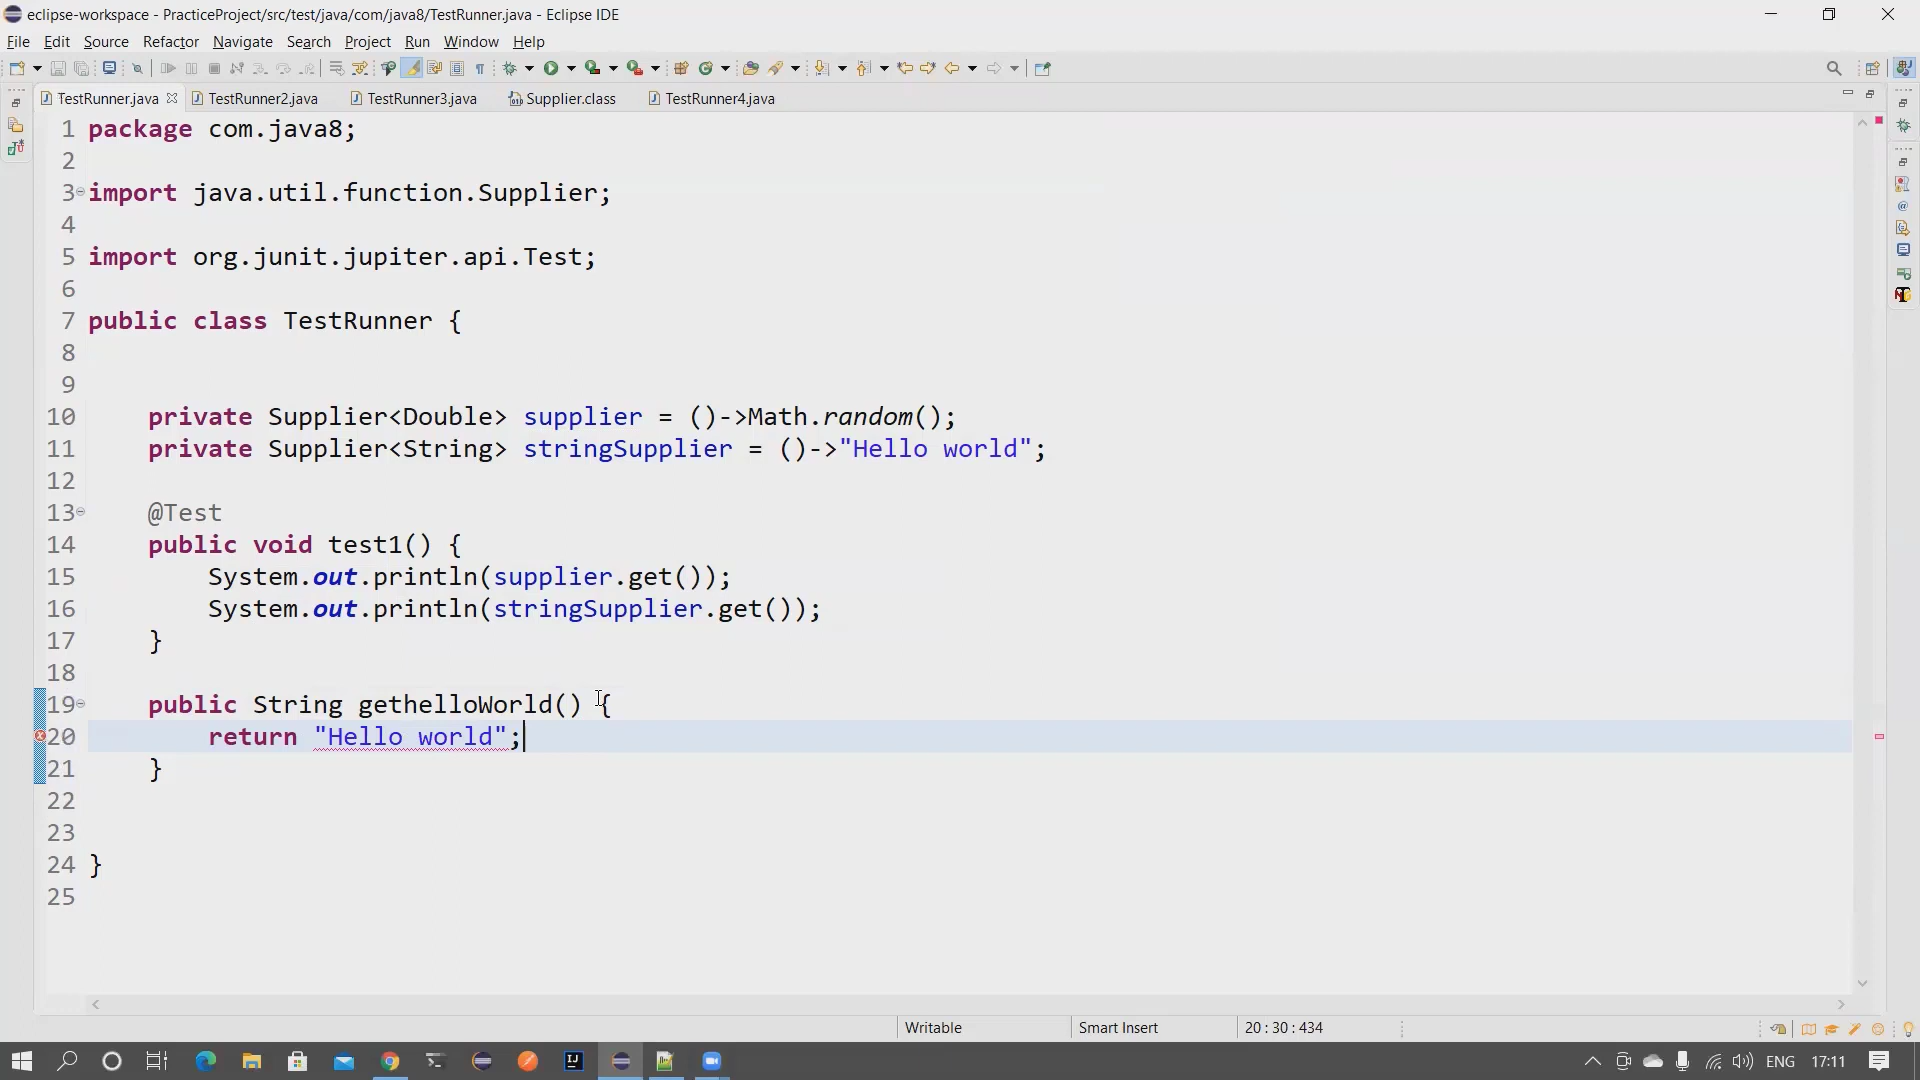 eclipse-workspace - PracticeProject/src/test/java/com/java8/TestRunner.java - Eclipse IDE
File Edit Source Refactor Navigate Search Project Run Window Help
TestRunner.java TestRunner2.java TestRunner3.java Supplier.class TestRunner4.java
1 package com.java8;
2
3 import java.util.function.Supplier;
4
5 import org.junit.jupiter.api.Test;
6
7 public class TestRunner {
8
9
10 private Supplier<Double> supplier = ()->Math.random();
11 private Supplier<String> stringSupplier = ()->"Hello world";
12
13 @Test
14 public void test1() {
15 System.out.println(supplier.get());
16 System.out.println(stringSupplier.get());
17 }
18
19 public String gethelloWorld() {
20 return "Hello world";
21 }
22
23
24 }
25
Writable Smart Insert 20 : 30 : 434
ENG 17:11